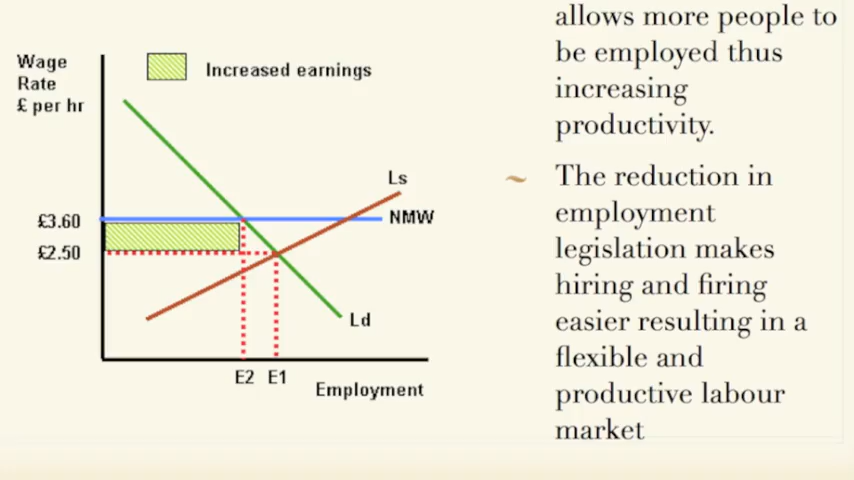 Wage
Rate
£ per hr
Increased earnings
Ls
£3.60
NMW
£2.50
Ld
E2 E1
Employment
allows more people to
be employed thus
increasing
productivity.
~ The reduction in
employment
legislation makes
hiring and firing
easier resulting in a
flexible and
productive labour
market